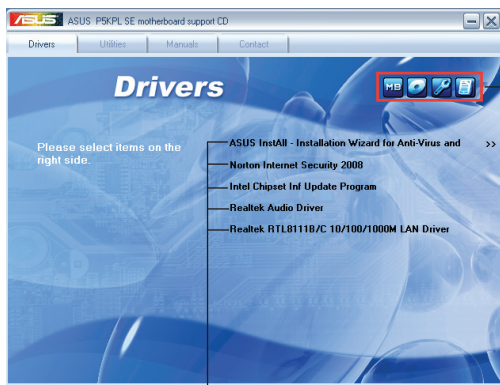 ASUS ASUS P5KPL SE motherboard support CD
Drivers Utilities Manuals Contact
Drivers
MB
Please select items on the
right side.
ASUS InstAll - Installation Wizard for Anti-Virus and >>
Norton Internet Security 2008
Intel Chipset Inf Update Program
Realtek Audio Driver
Realtek RTL8111B/C 10/100/1000M LAN Driver